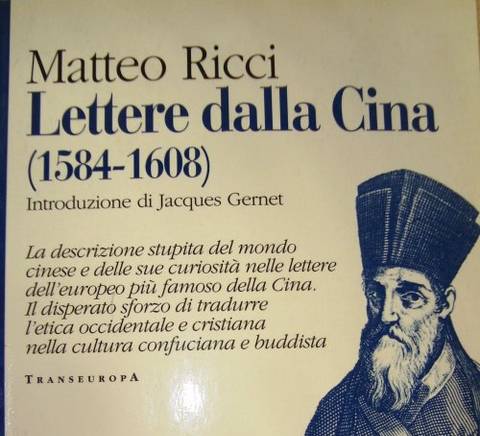 Matteo Ricci
Lettere dalla Cina
(1584-1608)
Introduzione di Jacques Gernet
La descrizione stupita del mondo
cinese e delle sue curiosità nelle lettere
dell'europeo più famoso della Cina.
Il disperato sforzo di tradurre
l'etica occidentale e cristiana
nella cultura confuciana e buddista
TRANSEUROPA